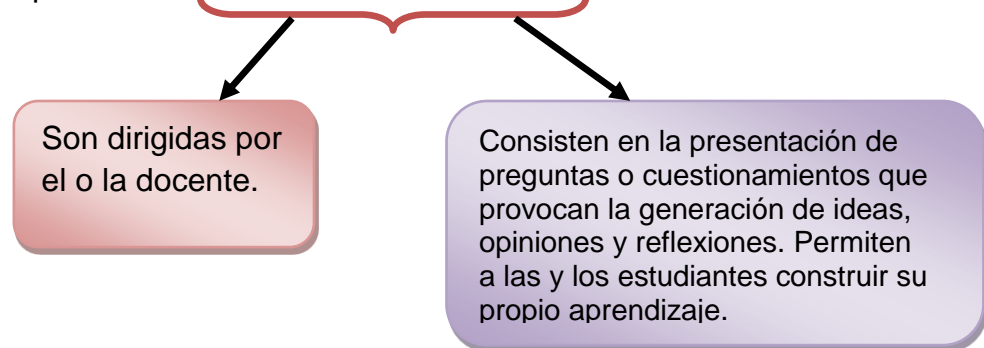 Son dirigidas por
el o la docente.
Consisten en la presentación de
preguntas o cuestionamientos que
provocan la generación de ideas,
opiniones y reflexiones. Permiten
a las y los estudiantes construir su
propio aprendizaje.